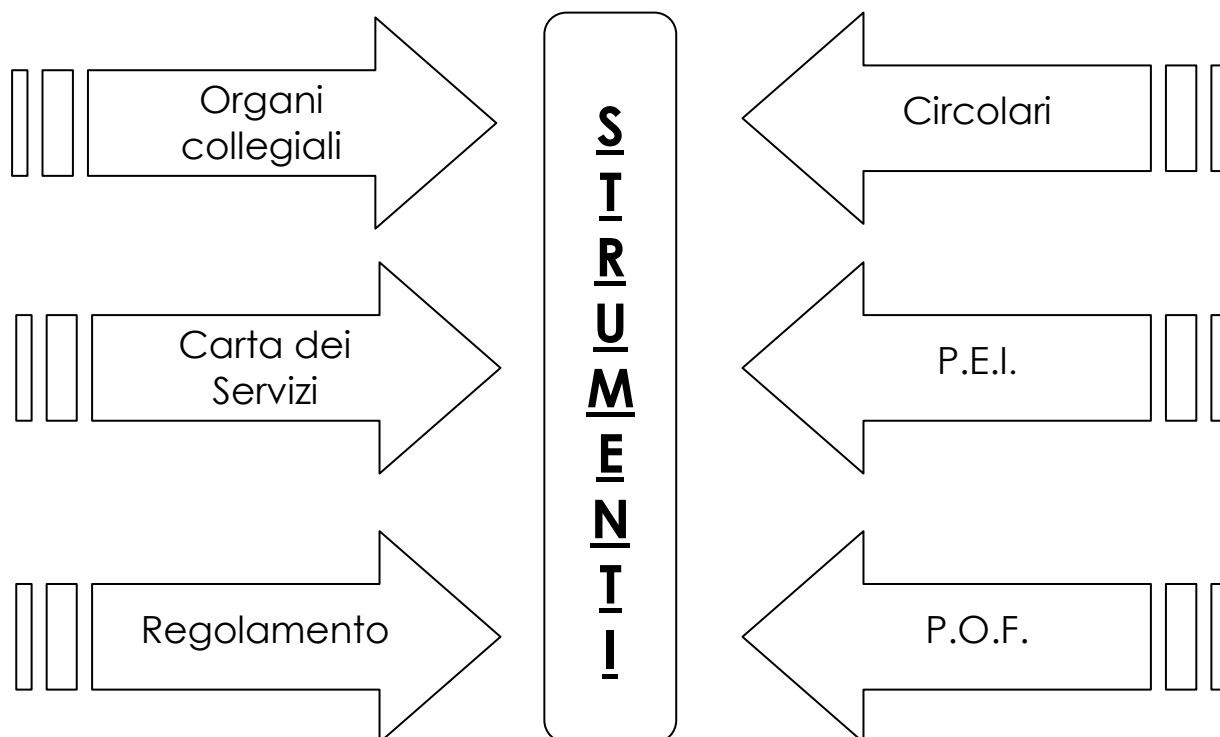 Organi
collegiali
Carta dei
Servizi
Regolamento
S
T
R
U
M
E
N
T
I
Circolari
P.E.I.
P.O.F.